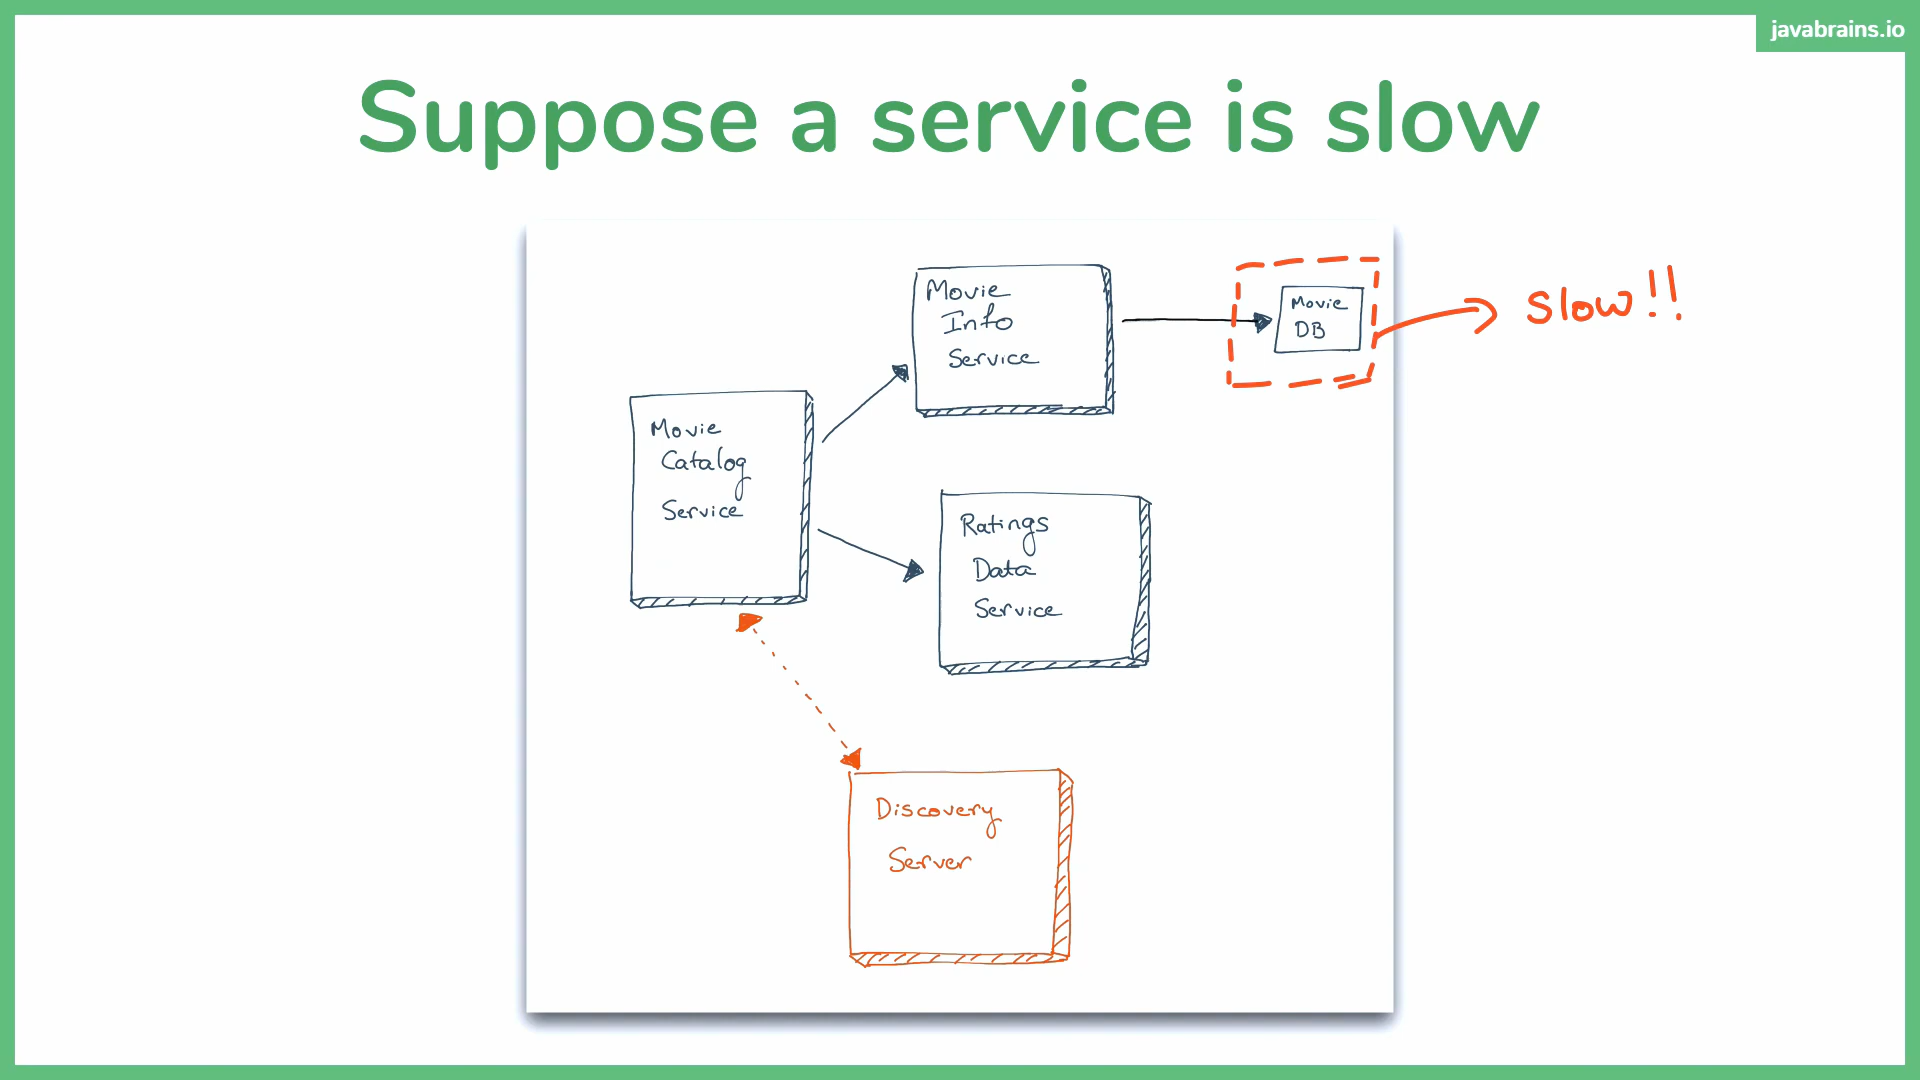 javabrains.io
Suppose a service is slow
Movie
Info
Service
Movie
DB
Slow!!
Movie
Catalog
Service
Ratings
Data
Service
Discovery
Server